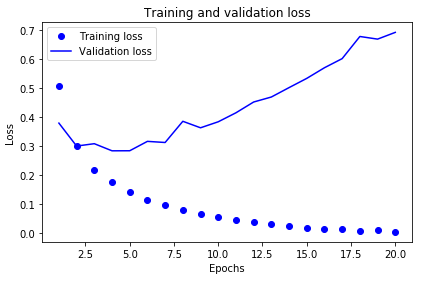 Training and validation loss
Training loss
Validation loss
Loss
0.7
0.6
0.5
0.4
0.3
0.2
0.1
0.0
2.5 5.0 7.5 10.0 12.5 15.0 17.5 20.0
Epochs